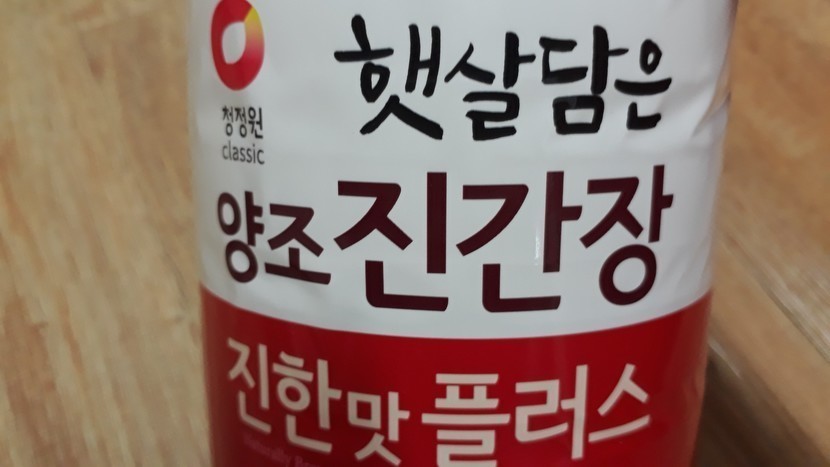 햇살담은
청정원
classic
양조진간장
진한맛 플러스